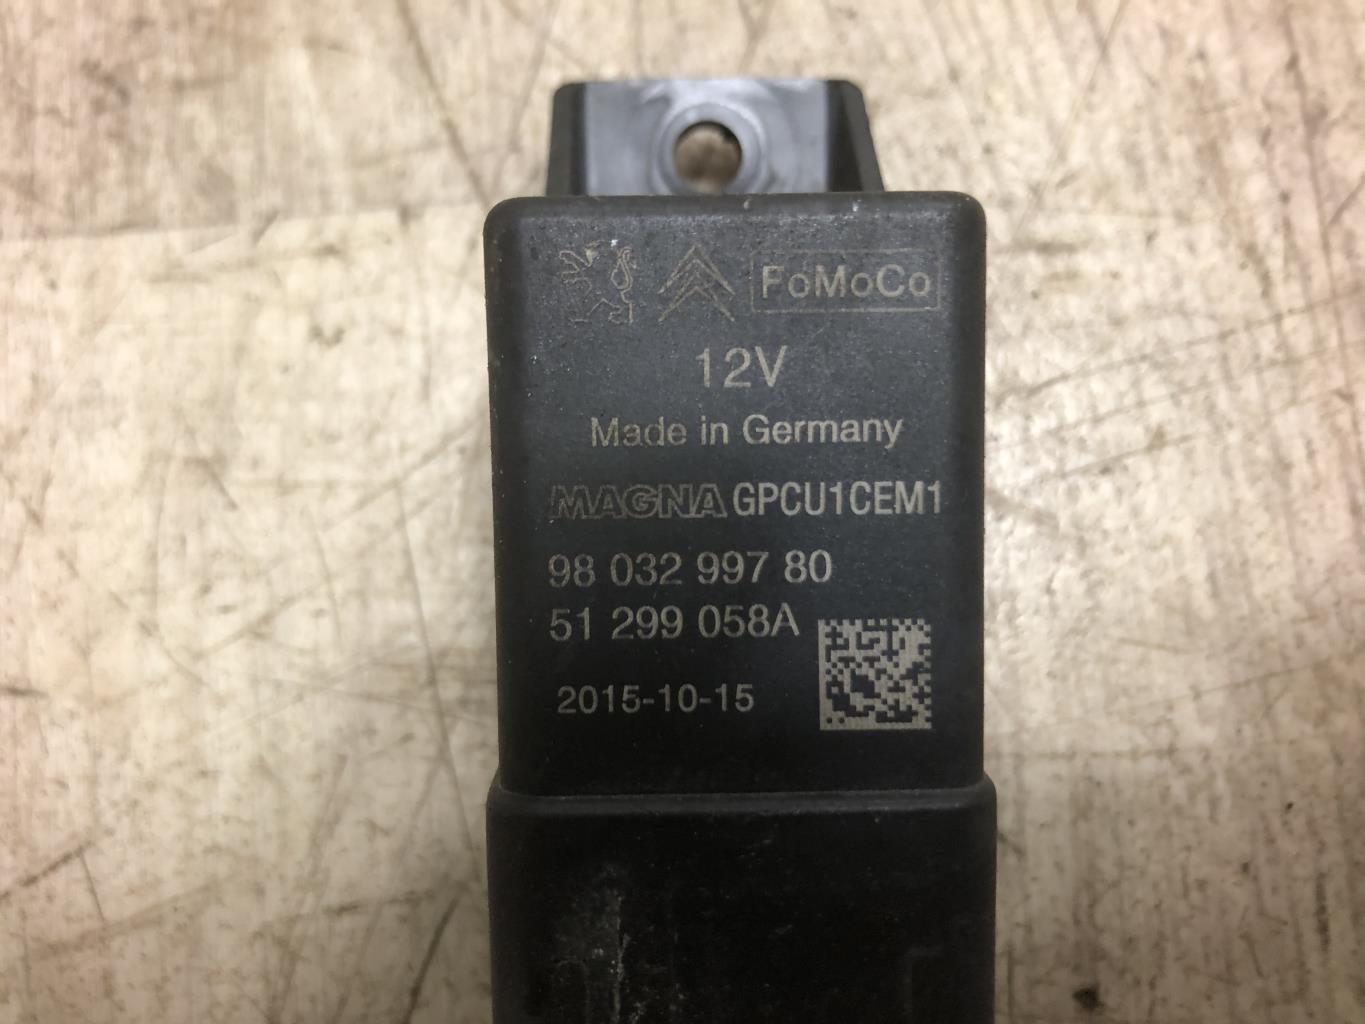 FoMoCo
12V
Made in Germany
MAGNA GPCU1CEM1
98 032 997 80
51 299 058A
2015-10-15